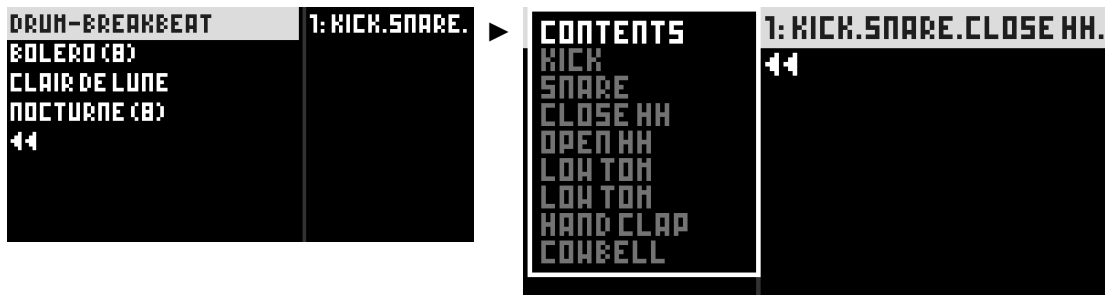 DRUM-BREAKBEAT
BOLERO (8)
CLAIR DE LUNE
NOCTURNE (8)
1: KICK.SNARE.
CONTENTS
KICK
SNARE
CLOSE HH
OPEN HH
LOW TOM
LOW TOM
HAND CLAP
COWBELL
1: KICK.SNARE.CLOSE HH.